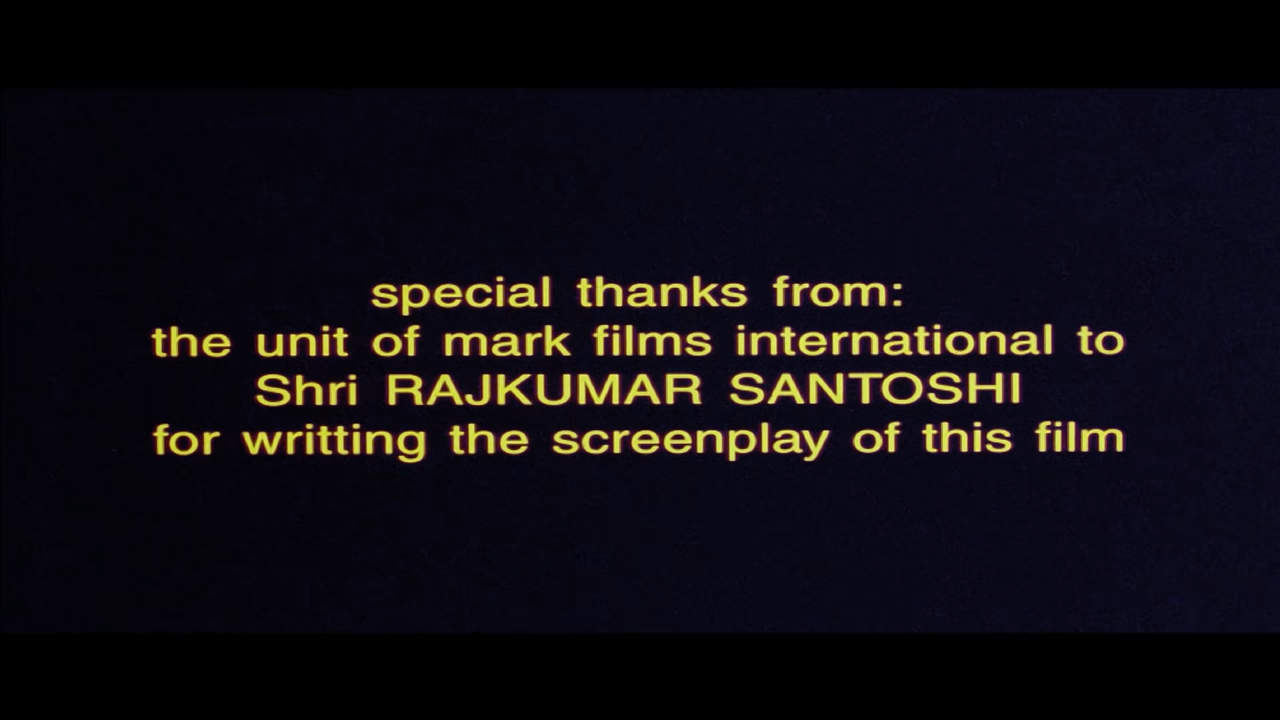 special thanks from:
the unit of mark films international to
Shri RAJKUMAR SANTOSHI
for writting the screenplay of this film